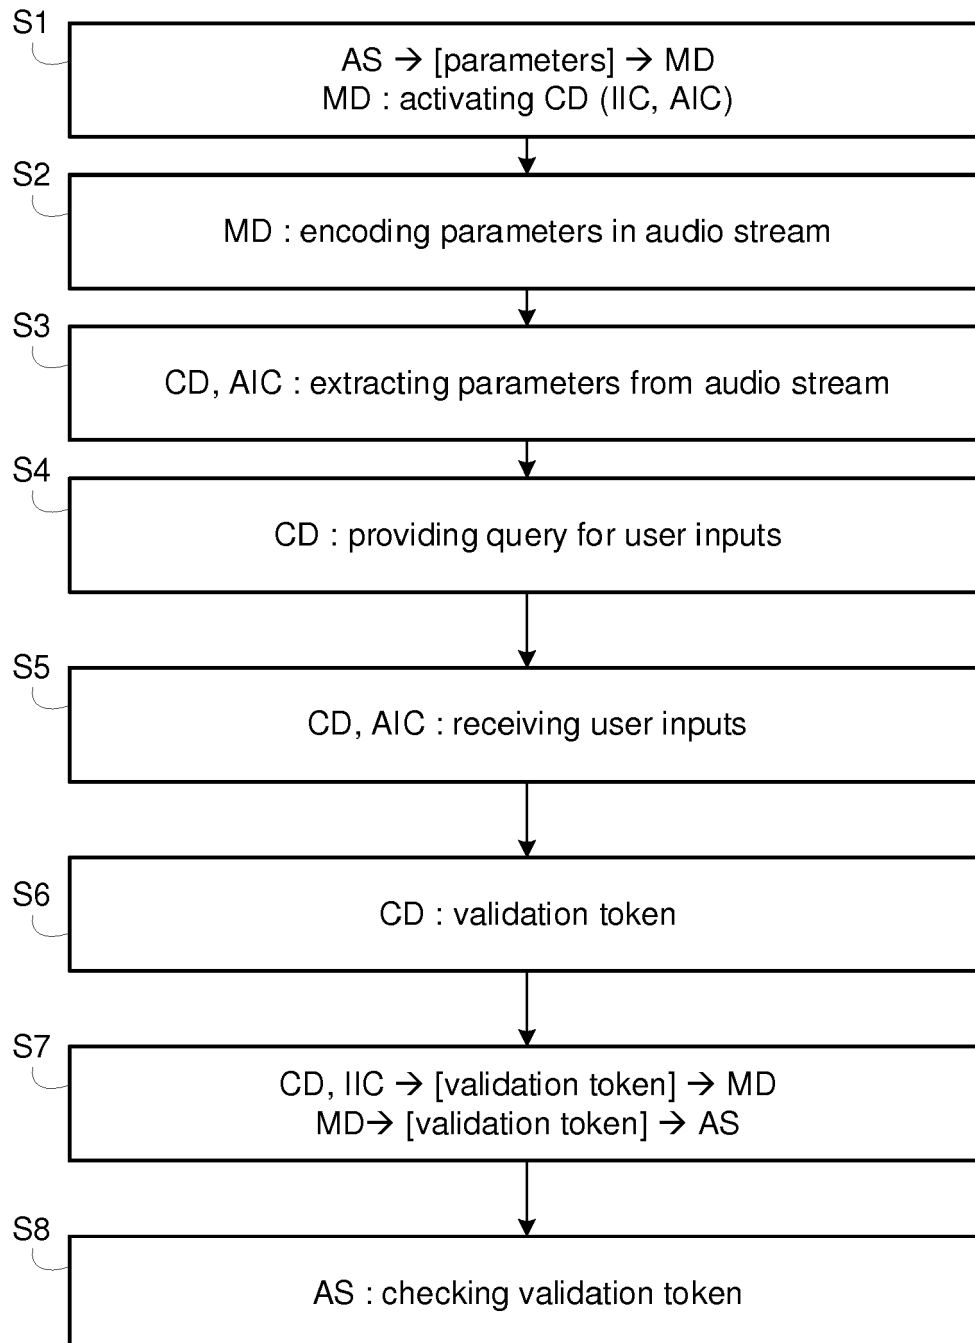 S1
AS → [parameters] → MD
MD : activating CD (IIC, AIC)
S2
MD : encoding parameters in audio stream
S3
CD, AIC : extracting parameters from audio stream
S4
CD : providing query for user inputs
S5
CD, AIC : receiving user inputs
S6
CD : validation token
S7
CD, IIC → [validation token] → MD
MD→ [validation token] → AS
S8
AS : checking validation token